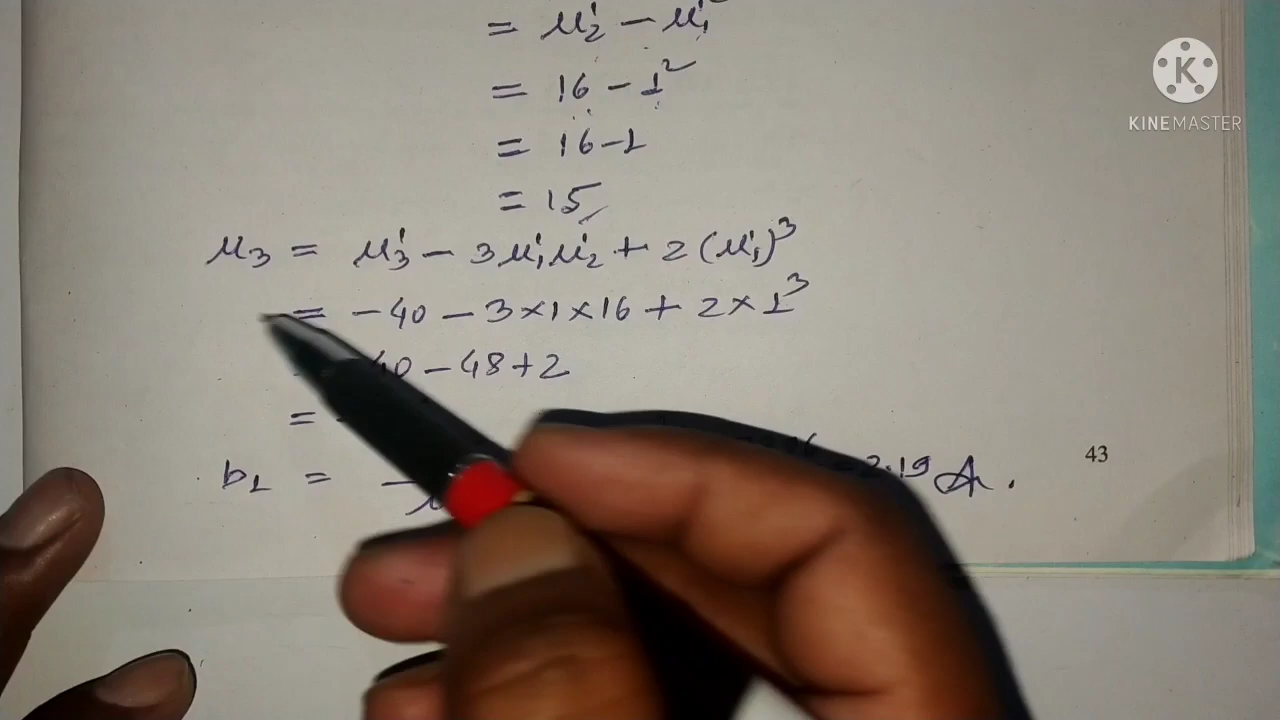 = μ'₂ − μ'₁²
= 16 − 1²
= 16 − 1
= 15
μ₃ = μ'₃ − 3μ'₁μ'₂ + 2(μ'₁)³
= −40 − 3×1×16 + 2×1³
40 − 48 + 2
=
b₁ =
43
K
KINEMASTER